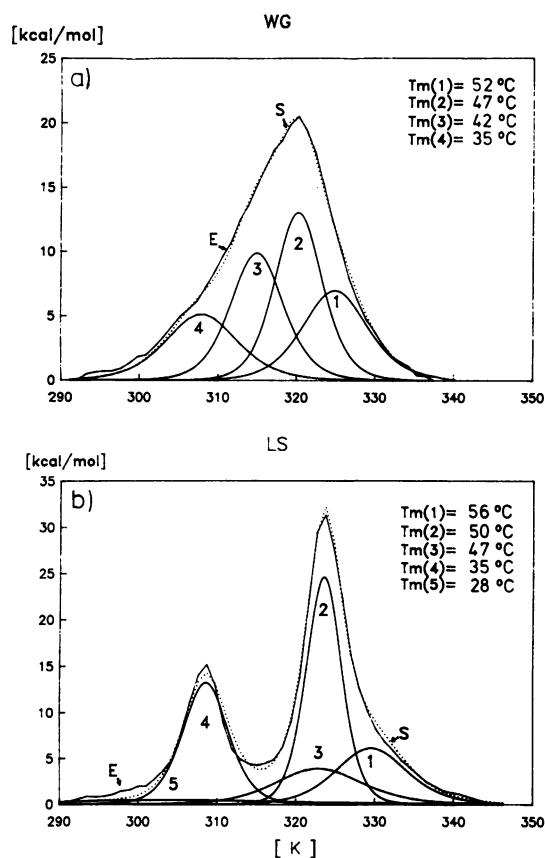 WG
[kcal/mol]
a)
25
20
15
10
5
0
290 300 310 320 330 340 350
Tm(1)= 52 °C
Tm(2)= 47 °C
Tm(3)= 42 °C
Tm(4)= 35 °C
S
E
2
3
1
4
LS
[kcal/mol]
b)
35
30
25
20
15
10
5
0
290 300 310 320 330 340 350
Tm(1)= 56 °C
Tm(2)= 50 °C
Tm(3)= 47 °C
Tm(4)= 35 °C
Tm(5)= 28 °C
2
4
S
E
5
3
1
[ K ]